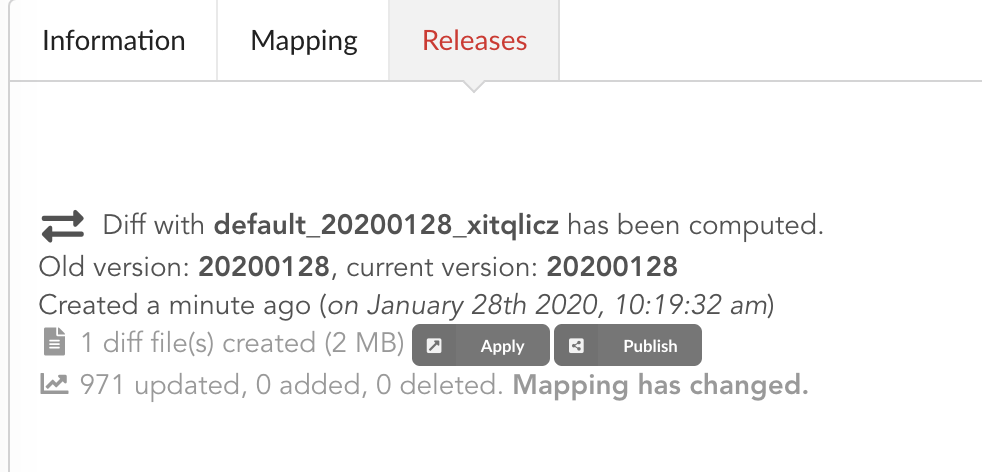 Information Mapping Releases
Diff with default_20200128_xitqlicz has been computed.
Old version: 20200128, current version: 20200128
Created a minute ago (on January 28th 2020, 10:19:32 am)
1 diff file(s) created (2 MB) Apply Publish
971 updated, 0 added, 0 deleted. Mapping has changed.